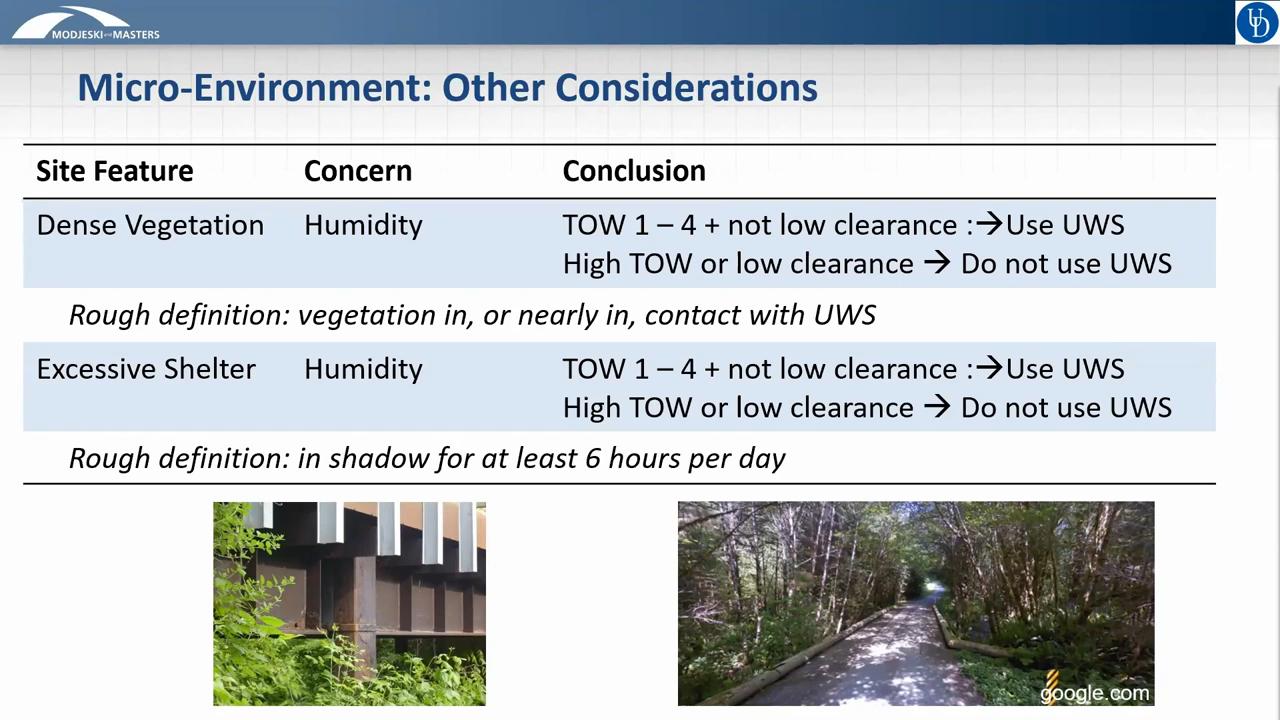 MODJESKI and MASTERS
UD
Micro-Environment: Other Considerations
Site Feature Concern Conclusion
Dense Vegetation Humidity TOW 1 – 4 + not low clearance :→Use UWS
High TOW or low clearance → Do not use UWS
Rough definition: vegetation in, or nearly in, contact with UWS
Excessive Shelter Humidity TOW 1 – 4 + not low clearance :→Use UWS
High TOW or low clearance → Do not use UWS
Rough definition: in shadow for at least 6 hours per day
google.com